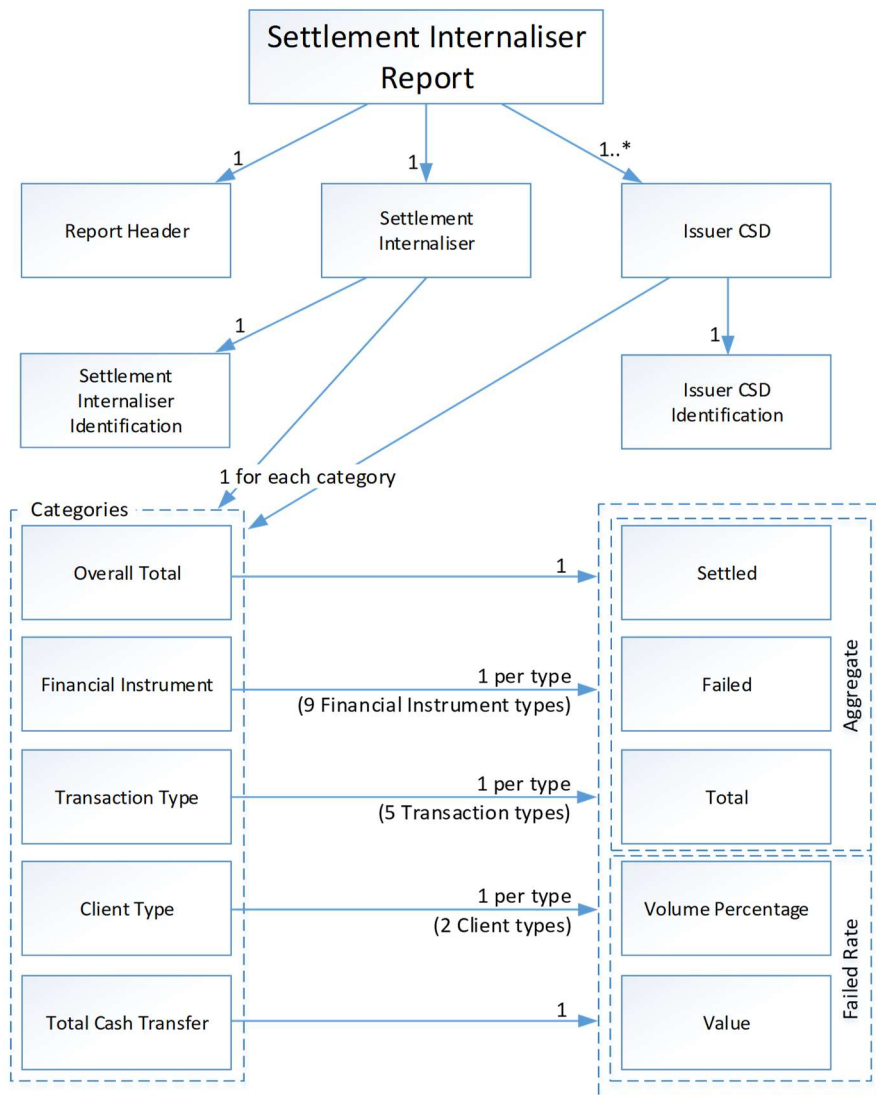 Settlement Internaliser
Report
1
1
1..*
Report Header
Settlement
Internaliser
Issuer CSD
1
1
Settlement
Internaliser
Identification
Issuer CSD
Identification
1 for each category
Categories
Overall Total
1
Settled
Financial Instrument
1 per type
(9 Financial Instrument types)
Failed
Aggregate
Transaction Type
1 per type
(5 Transaction types)
Total
Client Type
1 per type
(2 Client types)
Volume Percentage
Failed Rate
Total Cash Transfer
1
Value